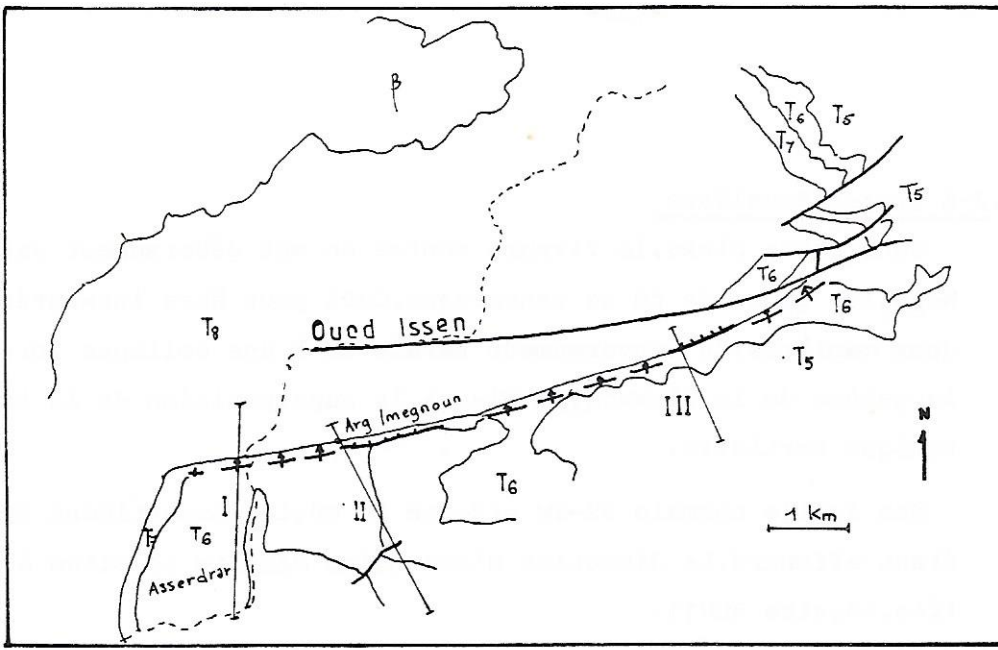 β
T6
T5
T7
T5
T6
T6
T8
Oued Issen
T5
Arg Imegnoun
III
N
T6
1 Km
I
II
T7
T6
Asserdrar